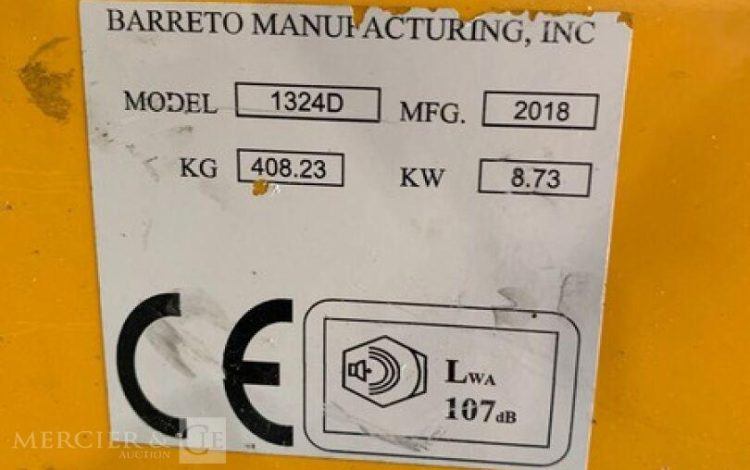 BARRETO MANUFACTURING, INC
MODEL 1324D MFG. 2018
KG 408.23 KW 8.73
CE
LWA
107dB
MERCIER & CIE
AUCTION